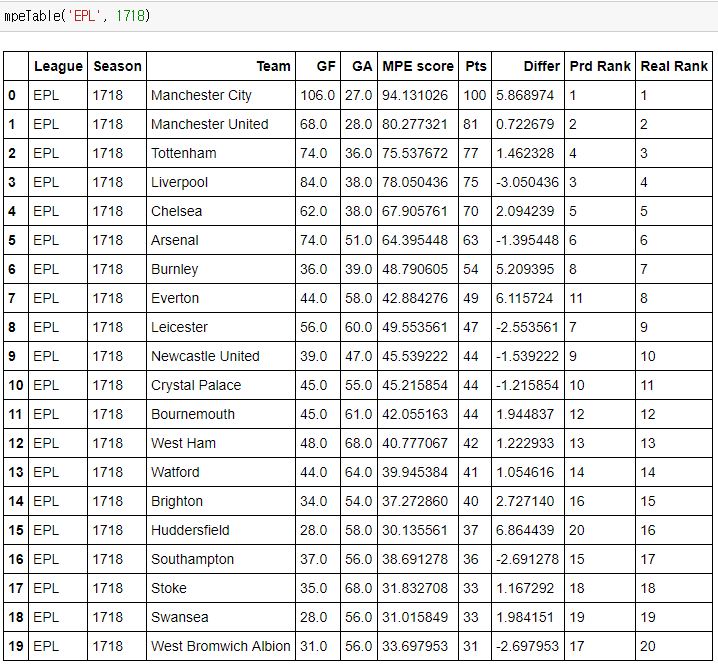 mpeTable('EPL', 1718)
League Season Team GF GA MPE score Pts Differ Prd Rank Real Rank
0 EPL 1718 Manchester City 106.0 27.0 94.131026 100 5.868974 1 1
1 EPL 1718 Manchester United 68.0 28.0 80.277321 81 0.722679 2 2
2 EPL 1718 Tottenham 74.0 36.0 75.537672 77 1.462328 4 3
3 EPL 1718 Liverpool 84.0 38.0 78.050436 75 -3.050436 3 4
4 EPL 1718 Chelsea 62.0 38.0 67.905761 70 2.094239 5 5
5 EPL 1718 Arsenal 74.0 51.0 64.395448 63 -1.395448 6 6
6 EPL 1718 Burnley 36.0 39.0 48.790605 54 5.209395 8 7
7 EPL 1718 Everton 44.0 58.0 42.884276 49 6.115724 11 8
8 EPL 1718 Leicester 56.0 60.0 49.553561 47 -2.553561 7 9
9 EPL 1718 Newcastle United 39.0 47.0 45.539222 44 -1.539222 9 10
10 EPL 1718 Crystal Palace 45.0 55.0 45.215854 44 -1.215854 10 11
11 EPL 1718 Bournemouth 45.0 61.0 42.055163 44 1.944837 12 12
12 EPL 1718 West Ham 48.0 68.0 40.777067 42 1.222933 13 13
13 EPL 1718 Watford 44.0 64.0 39.945384 41 1.054616 14 14
14 EPL 1718 Brighton 34.0 54.0 37.272860 40 2.727140 16 15
15 EPL 1718 Huddersfield 28.0 58.0 30.135561 37 6.864439 20 16
16 EPL 1718 Southampton 37.0 56.0 38.691278 36 -2.691278 15 17
17 EPL 1718 Stoke 35.0 68.0 31.832708 33 1.167292 18 18
18 EPL 1718 Swansea 28.0 56.0 31.015849 33 1.984151 19 19
19 EPL 1718 West Bromwich Albion 31.0 56.0 33.697953 31 -2.697953 17 20